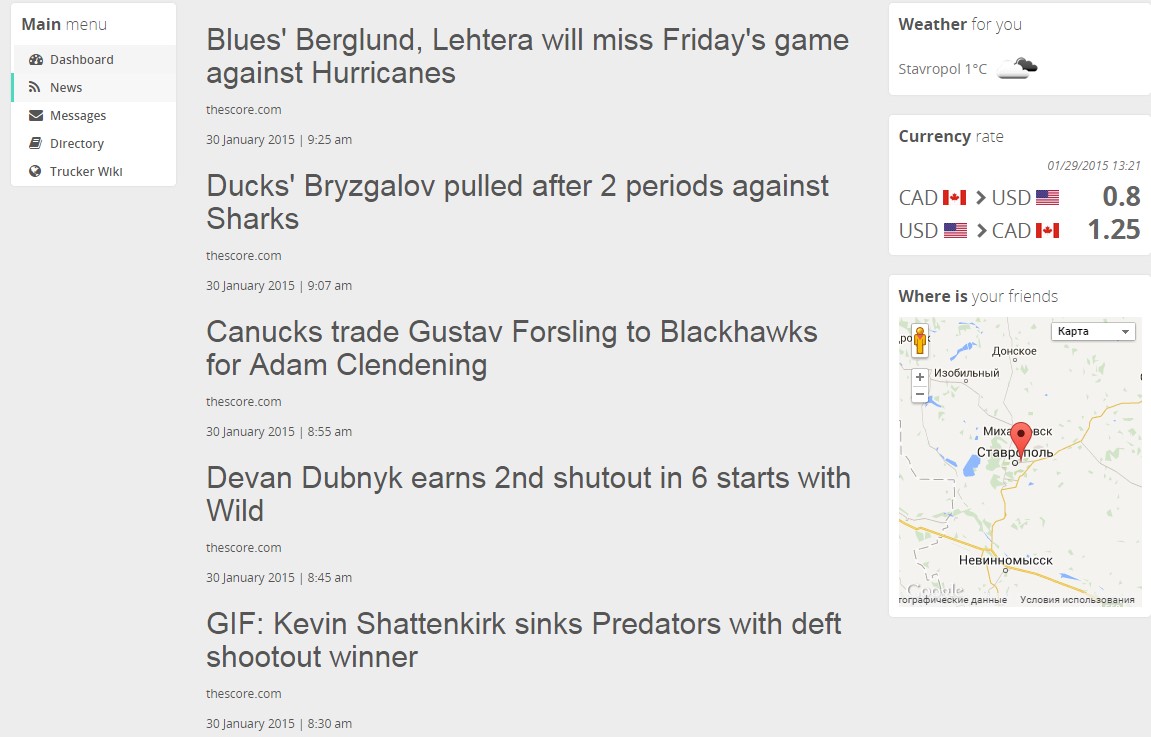 Main menu
Dashboard
News
Messages
Directory
Trucker Wiki
Blues' Berglund, Lehtera will miss Friday's game
against Hurricanes
thescore.com
30 January 2015 | 9:25 am
Ducks' Bryzgalov pulled after 2 periods against
Sharks
thescore.com
30 January 2015 | 9:07 am
Canucks trade Gustav Forsling to Blackhawks
for Adam Clendening
thescore.com
30 January 2015 | 8:55 am
Devan Dubnyk earns 2nd shutout in 6 starts with
Wild
thescore.com
30 January 2015 | 8:45 am
GIF: Kevin Shattenkirk sinks Predators with deft
shootout winner
thescore.com
30 January 2015 | 8:30 am
Weather for you
Stavropol 1°C
Currency rate
01/29/2015 13:21
CAD > USD 0.8
USD > CAD 1.25
Where is your friends
Карта
Донское
Изобильный
Ставрополь
Невинномысск
Google
тографические данные Условия использования